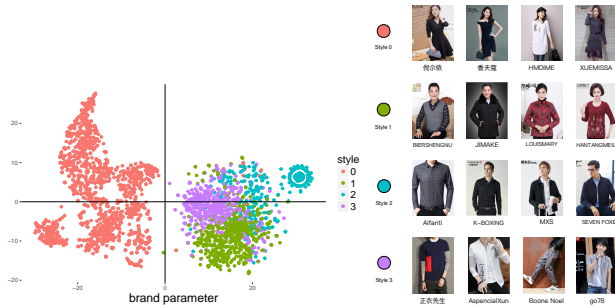 20
10
0
−10
−20
−20
0
20
brand parameter
style
0
1
2
3
Style 0
倪尔依
香夫蔻
HMDIME
XUEMISSA
Style 1
BIERSHENGNU
JIMAKE
LOUISMARY
HANTANGMEIL
Style 2
Aifanti
K−BOXING
MXS
SEVEN FOXE
Style 3
正衣先生
AspencialXun
Boone Noel
go78